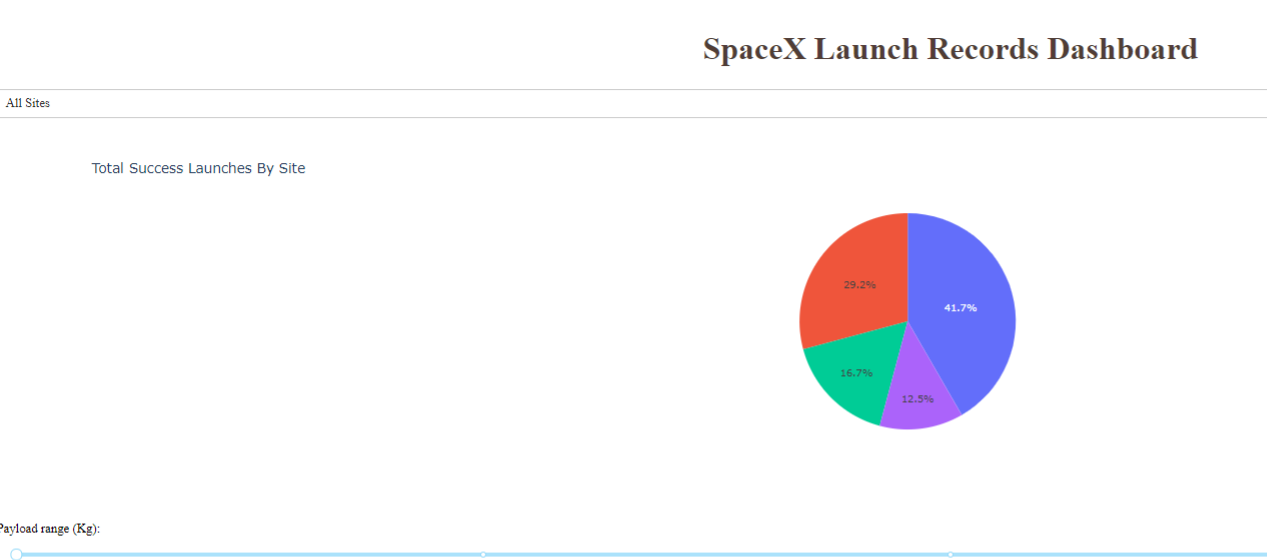 SpaceX Launch Records Dashboard
All Sites
Total Success Launches By Site
29.2%
41.7%
16.7%
12.5%
Payload range (Kg):